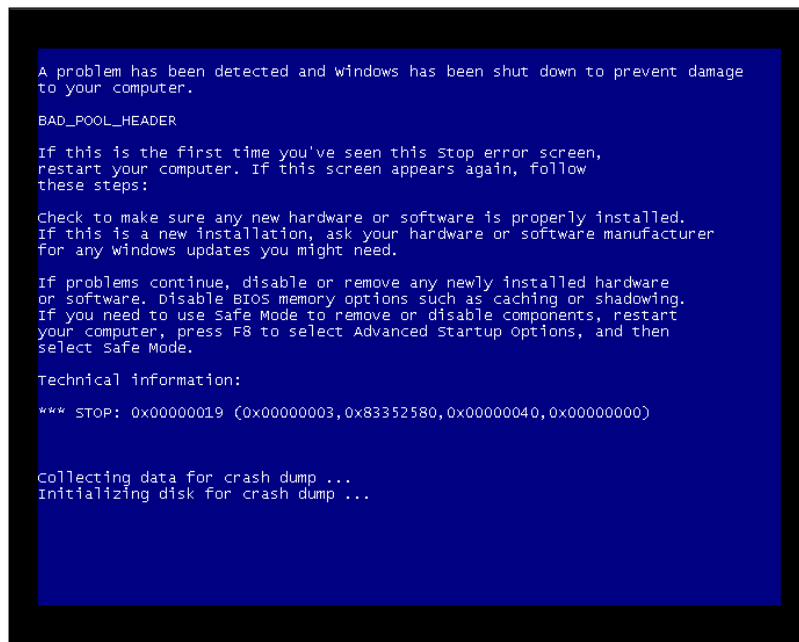 A problem has been detected and Windows has been shut down to prevent damage
to your computer.
BAD_POOL_HEADER
If this is the first time you've seen this Stop error screen,
restart your computer. If this screen appears again, follow
these steps:
Check to make sure any new hardware or software is properly installed.
If this is a new installation, ask your hardware or software manufacturer
for any Windows updates you might need.
If problems continue, disable or remove any newly installed hardware
or software. Disable BIOS memory options such as caching or shadowing.
If you need to use Safe Mode to remove or disable components, restart
your computer, press F8 to select Advanced Startup Options, and then
select Safe Mode.
Technical information:
*** STOP: 0x00000019 (0x00000003,0x83352580,0x00000040,0x00000000)
Collecting data for crash dump ...
Initializing disk for crash dump ...